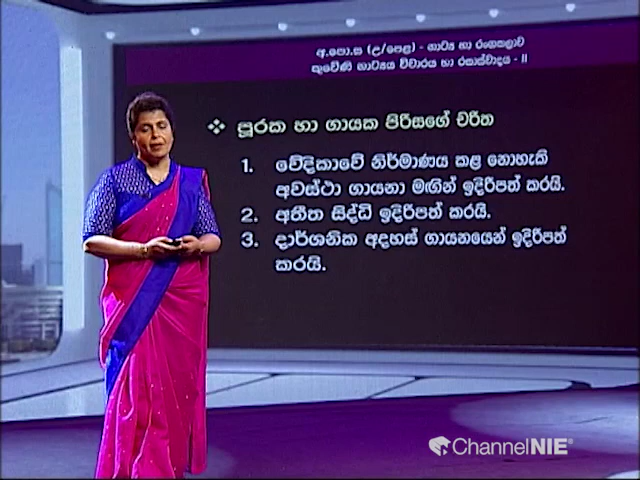 අ.පො.ස (උ/පෙළ) - නාට්‍ය හා රංගකලාව
කුවේණි නාට්‍යය විචාරය හා රසාස්වාදය - II
පූරක හා ගායක පිරිසගේ චරිත
1. වේදිකාවේ නිර්මාණය කළ නොහැකි
අවස්ථා ගායනා මඟින් ඉදිරිපත් කරයි.
2. අතීත සිද්ධි ඉදිරිපත් කරයි.
3. දාර්ශනික අදහස් ගායනයෙන් ඉදිරිපත්
කරයි.
ChannelNIE